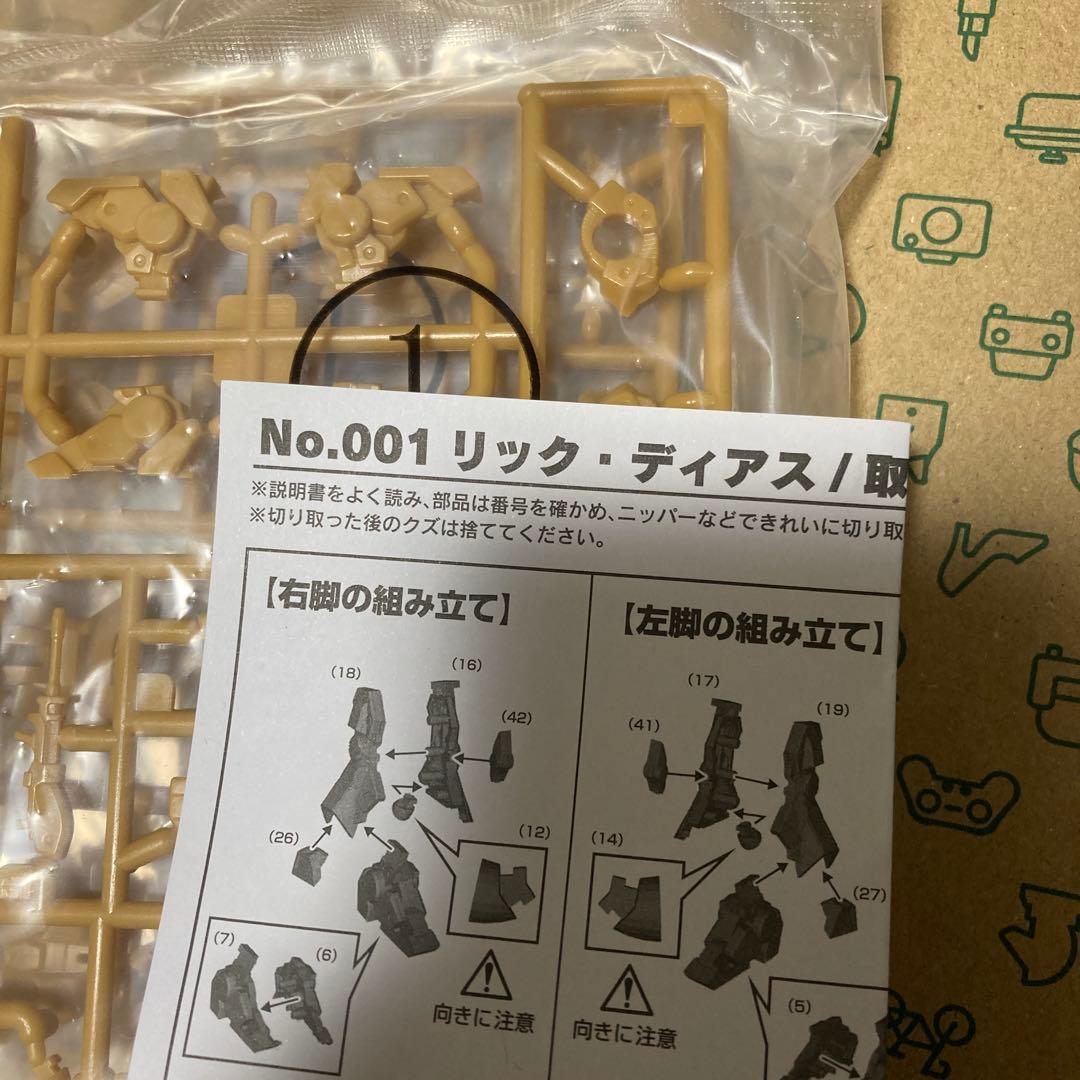 1
No.001 リック・ディアス / 取
※説明書をよく読み、部品は番号を確かめ、ニッパーなどできれいに切り取
※切り取った後のクズは捨ててください。
【右脚の組み立て】
【左脚の組み立て】
(18)
(16)
(42)
(26)
(12)
(7)
(6)
向きに注意
(17)
(19)
(41)
(14)
(27)
(5)
向きに注意